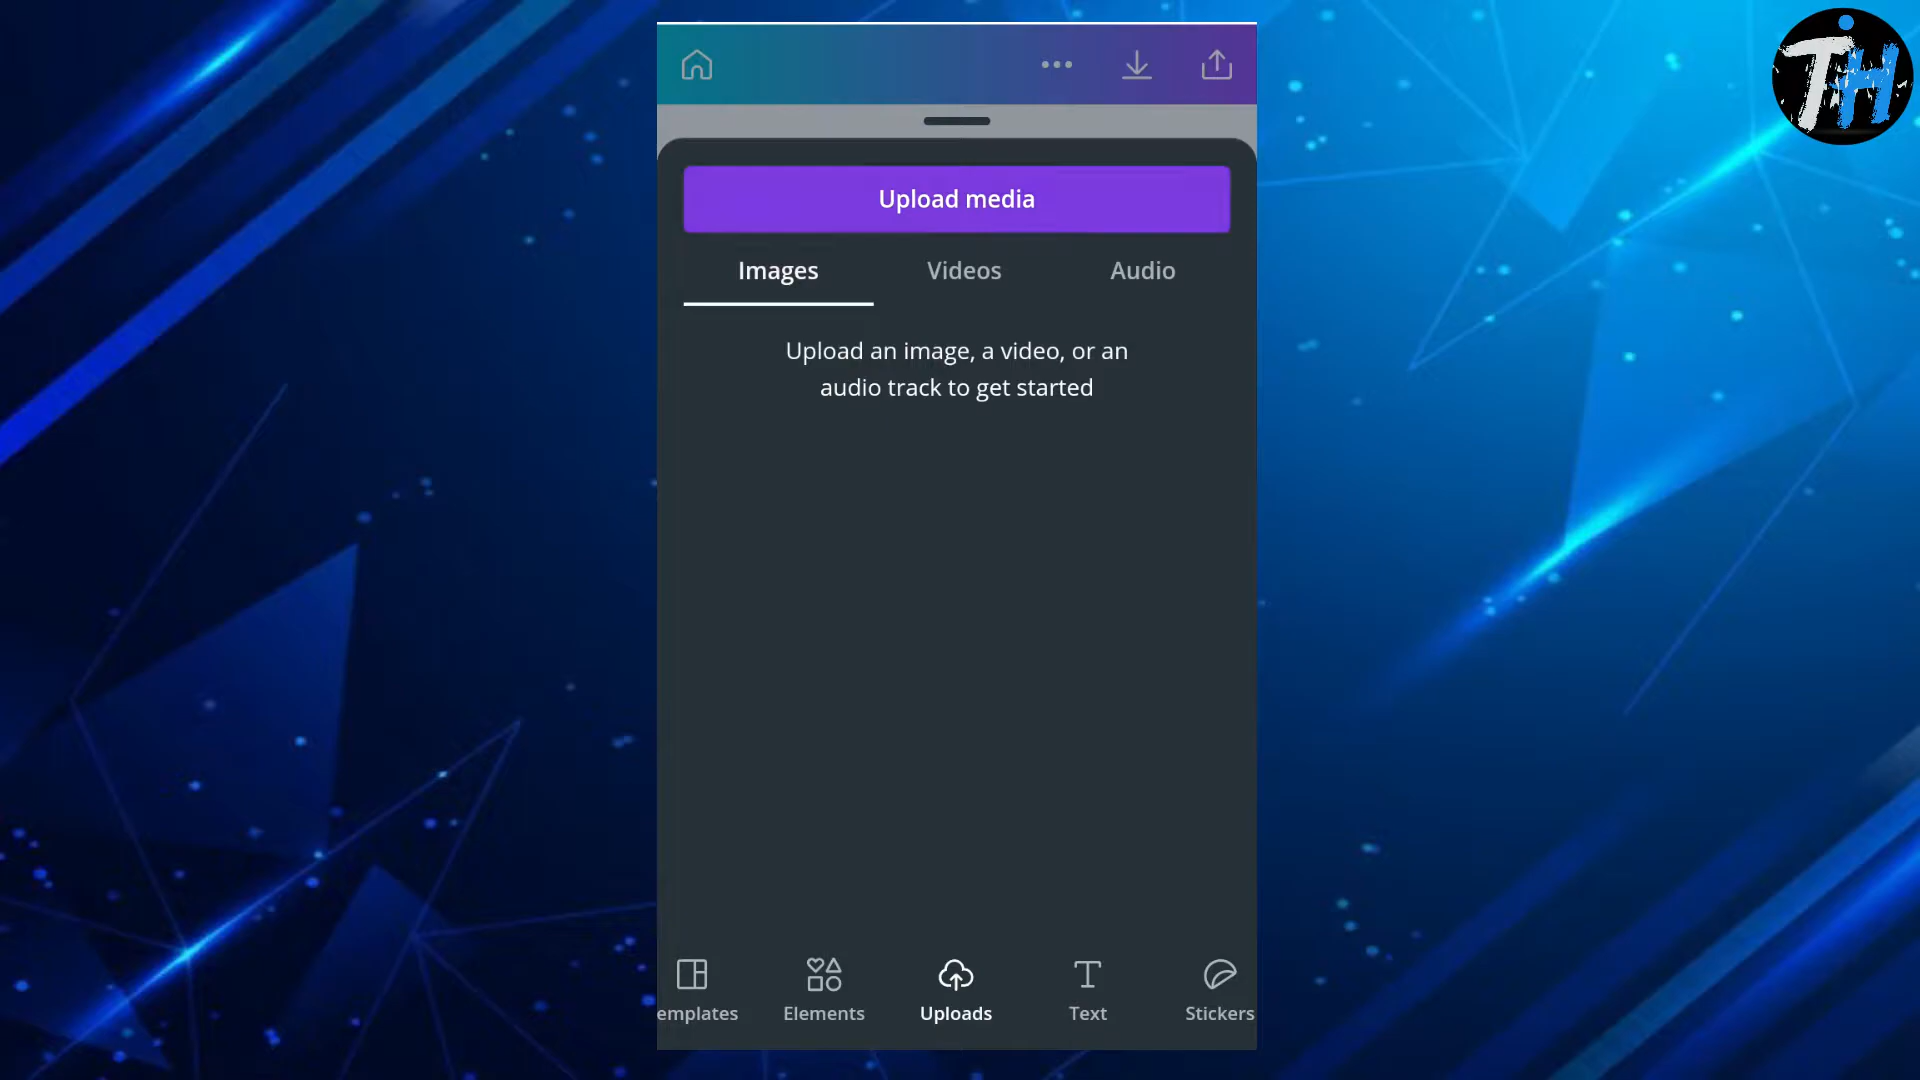 TiH
Upload media
Images Videos Audio
Upload an image, a video, or an
audio track to get started
emplates Elements Uploads Text Stickers